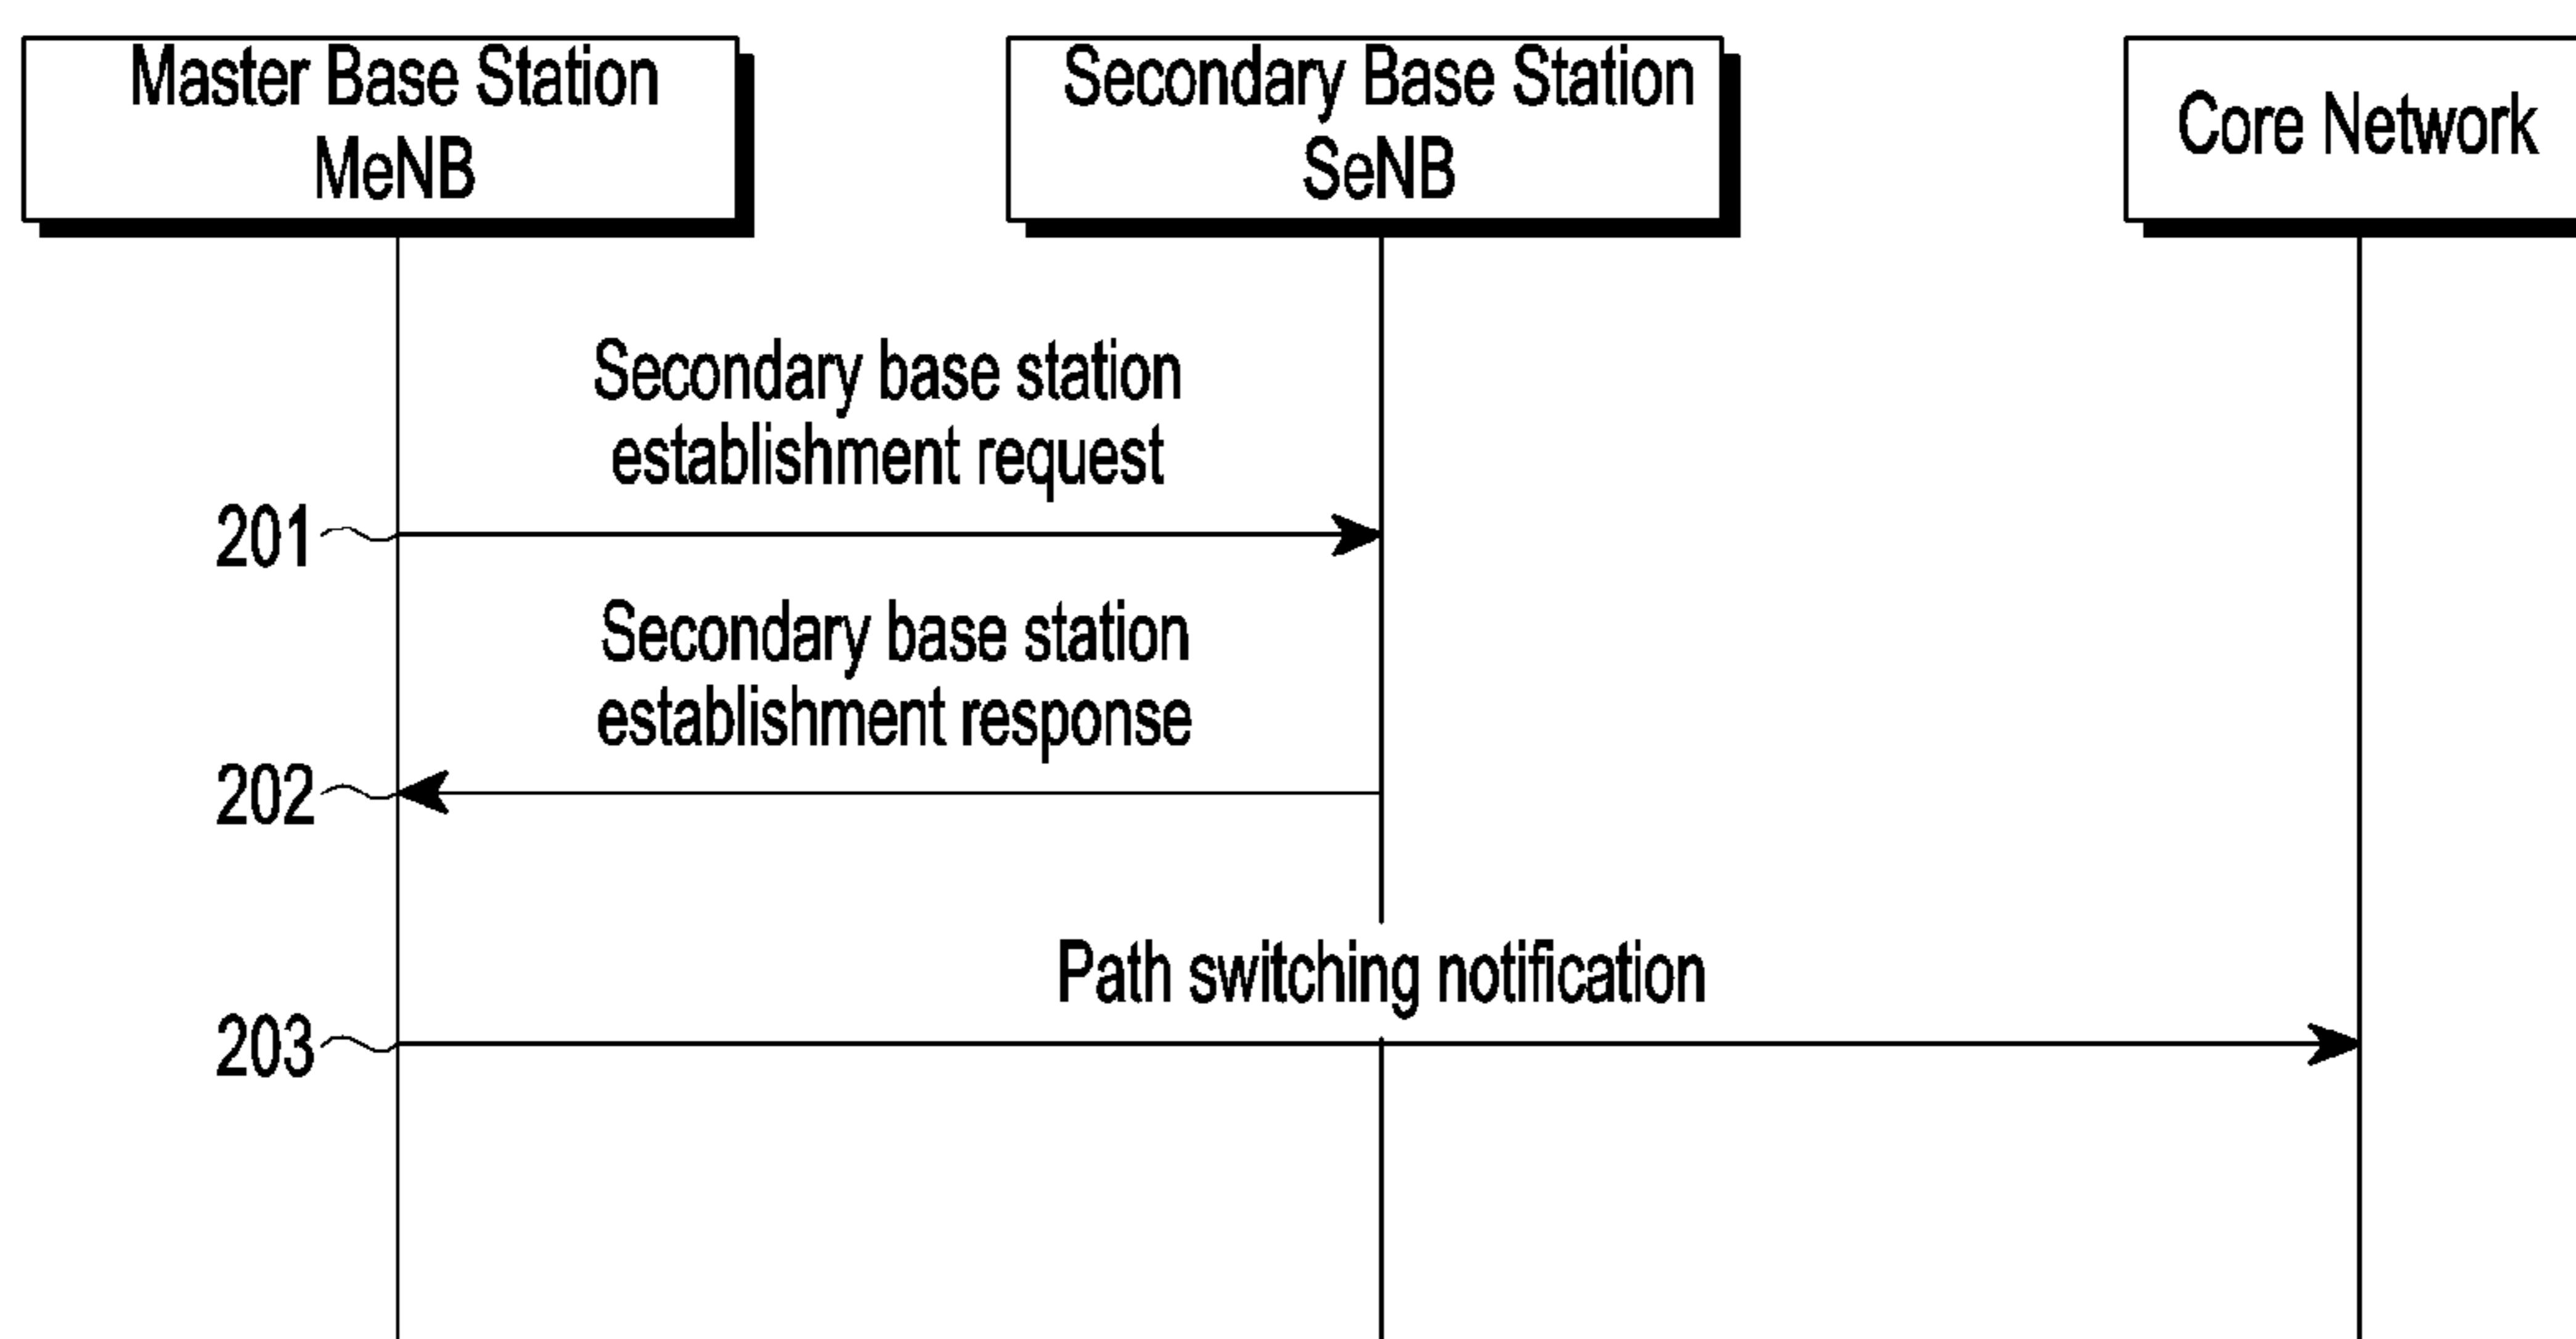 Master Base Station
MeNB
Secondary Base Station
SeNB
Core Network
Secondary base station
establishment request
201
Secondary base station
establishment response
202
Path switching notification
203